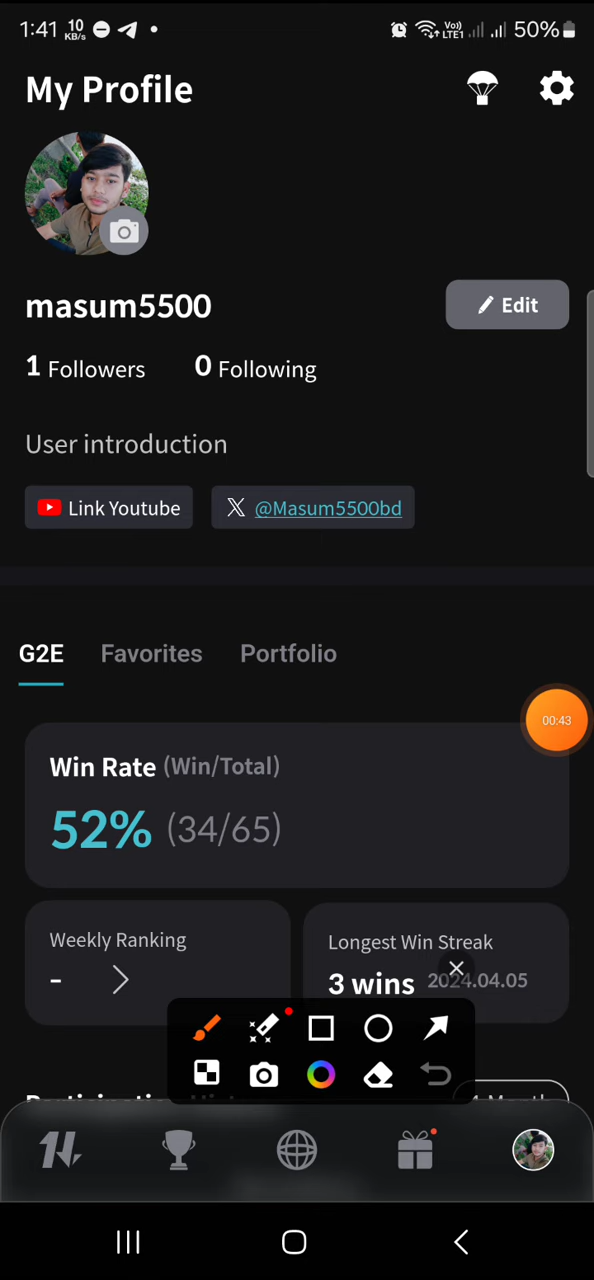 1:41 10 KB/s Vo) LTE1 50%
My Profile
masum5500
Edit
1 Followers 0 Following
User introduction
Link Youtube @Masum5500bd
G2E Favorites Portfolio
00:43
Win Rate (Win/Total)
52% (34/65)
Weekly Ranking
-
Longest Win Streak
3 wins 2024.04.05